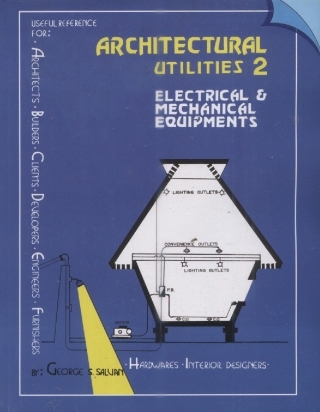 USEFUL REFERENCE
FOR:
· ARCHITECTS · BUILDERS · CLIENTS · DEVELOPERS · ENGINEERS · FURNISHERS
ARCHITECTURAL
UTILITIES 2
ELECTRICAL &
MECHANICAL
EQUIPMENTS
LIGHTING OUTLETS
CONVENIENCE OUTLETS
LIGHTING OUTLETS
P.B.
C.O. C.O.
· HARDWARES · INTERIOR DESIGNERS ·
BY: GEORGE S. SALVAN